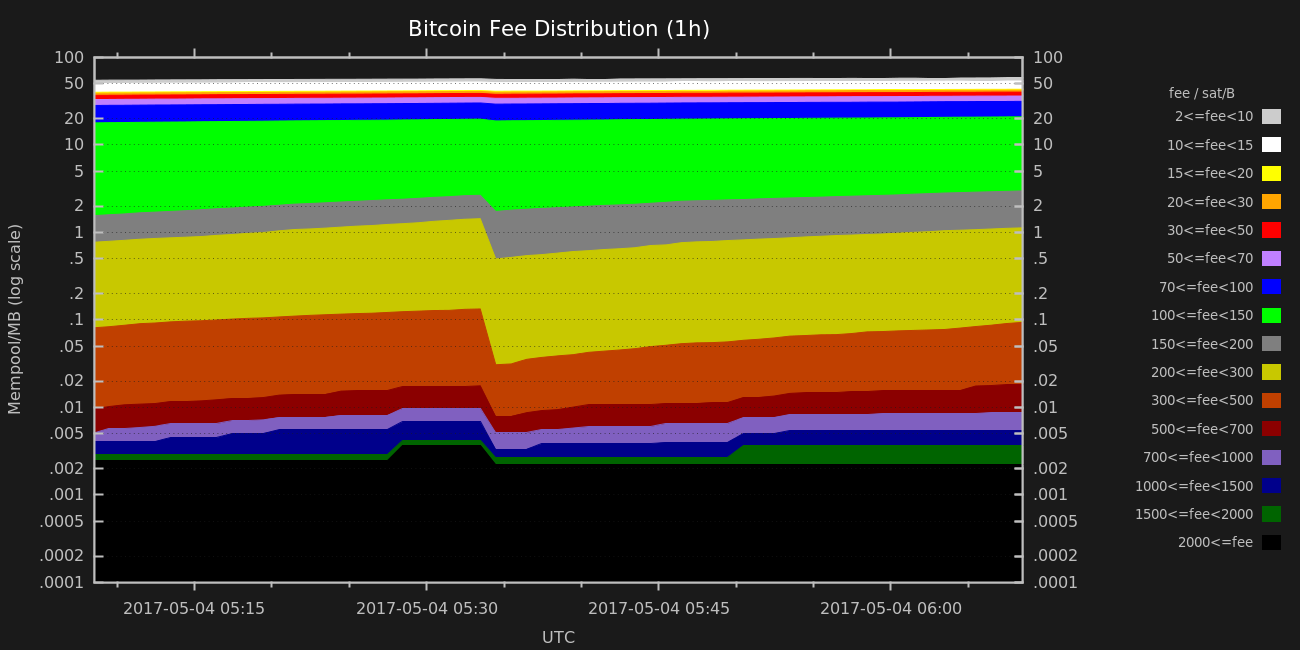 Bitcoin Fee Distribution (1h)
100
50
20
10
5
2
1
.5
.2
.1
.05
.02
.01
.005
.002
.001
.0005
.0002
.0001
Mempool/MB (log scale)
100
50
20
10
5
2
1
.5
.2
.1
.05
.02
.01
.005
.002
.001
.0005
.0002
.0001
2017-05-04 05:15
2017-05-04 05:30
2017-05-04 05:45
2017-05-04 06:00
UTC
fee / sat/B
2<=fee<10
10<=fee<15
15<=fee<20
20<=fee<30
30<=fee<50
50<=fee<70
70<=fee<100
100<=fee<150
150<=fee<200
200<=fee<300
300<=fee<500
500<=fee<700
700<=fee<1000
1000<=fee<1500
1500<=fee<2000
2000<=fee